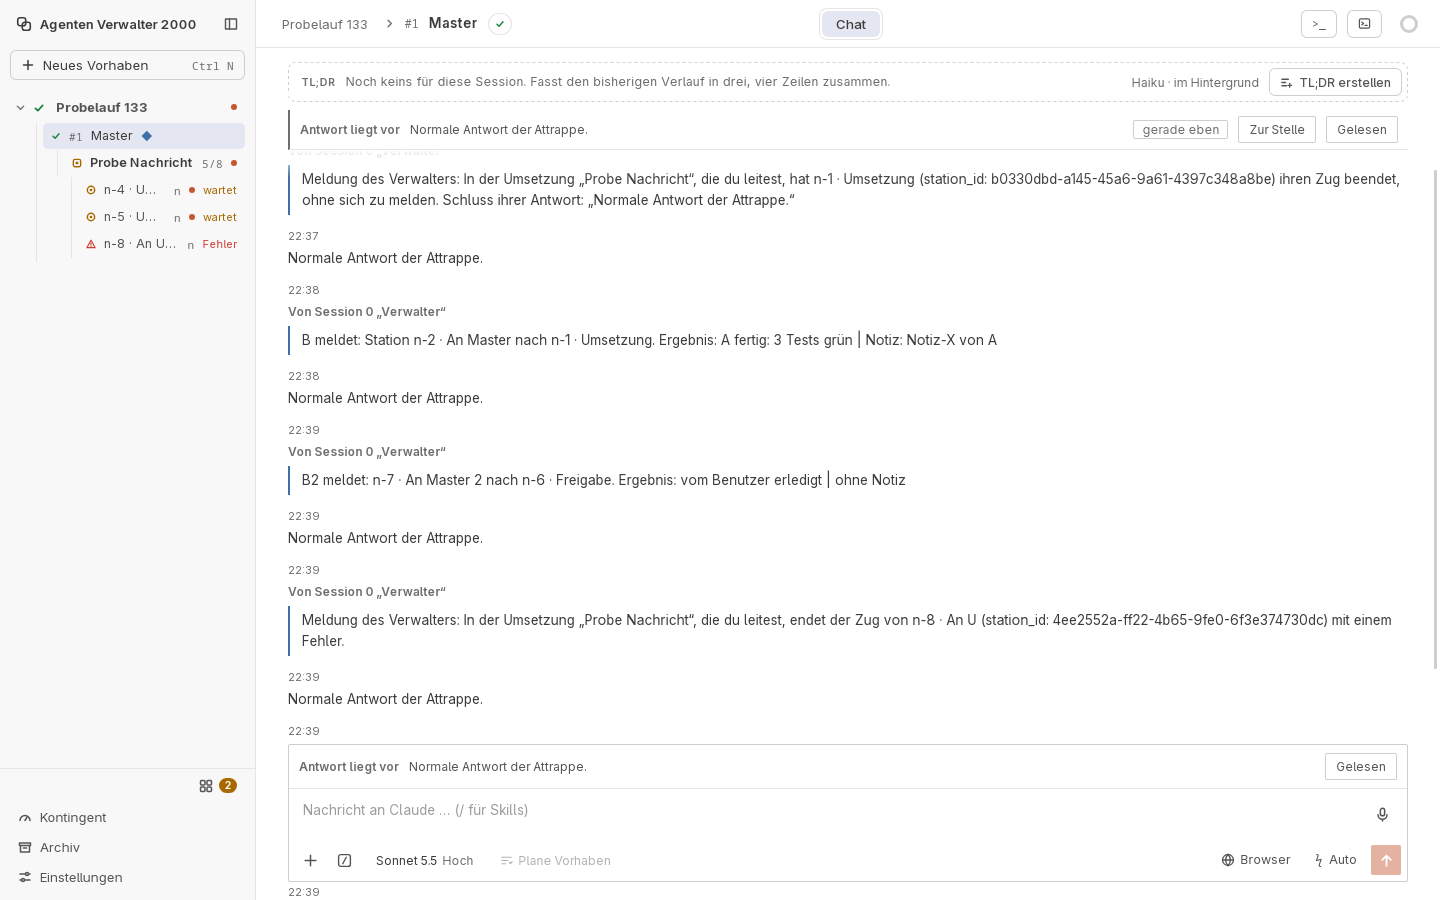 Agenten Verwalter 2000
Neues Vorhaben Ctrl N
Probelauf 133
#1 Master
Probe Nachricht 5/8
n-4 · U… n wartet
n-5 · U… n wartet
n-8 · An U… n Fehler
2
Kontingent
Archiv
Einstellungen
Probelauf 133 #1 Master
Chat
>_
TL;DR Noch keins für diese Session. Fasst den bisherigen Verlauf in drei, vier Zeilen zusammen. Haiku · im Hintergrund TL;DR erstellen
Antwort liegt vor Normale Antwort der Attrappe. gerade eben Zur Stelle Gelesen
Von Session 0 „Verwalter“
Meldung des Verwalters: In der Umsetzung „Probe Nachricht“, die du leitest, hat n-1 · Umsetzung (station_id: b0330dbd-a145-45a6-9a61-4397c348a8be) ihren Zug beendet,
ohne sich zu melden. Schluss ihrer Antwort: „Normale Antwort der Attrappe.“
22:37
Normale Antwort der Attrappe.
22:38
Von Session 0 „Verwalter“
B meldet: Station n-2 · An Master nach n-1 · Umsetzung. Ergebnis: A fertig: 3 Tests grün | Notiz: Notiz-X von A
22:38
Normale Antwort der Attrappe.
22:39
Von Session 0 „Verwalter“
B2 meldet: n-7 · An Master 2 nach n-6 · Freigabe. Ergebnis: vom Benutzer erledigt | ohne Notiz
22:39
Normale Antwort der Attrappe.
22:39
Von Session 0 „Verwalter“
Meldung des Verwalters: In der Umsetzung „Probe Nachricht“, die du leitest, endet der Zug von n-8 · An U (station_id: 4ee2552a-ff22-4b65-9fe0-6f3e374730dc) mit einem
Fehler.
22:39
Normale Antwort der Attrappe.
22:39
Antwort liegt vor Normale Antwort der Attrappe. Gelesen
Nachricht an Claude … (/ für Skills)
Sonnet 5.5 Hoch Plane Vorhaben Browser Auto
22:39